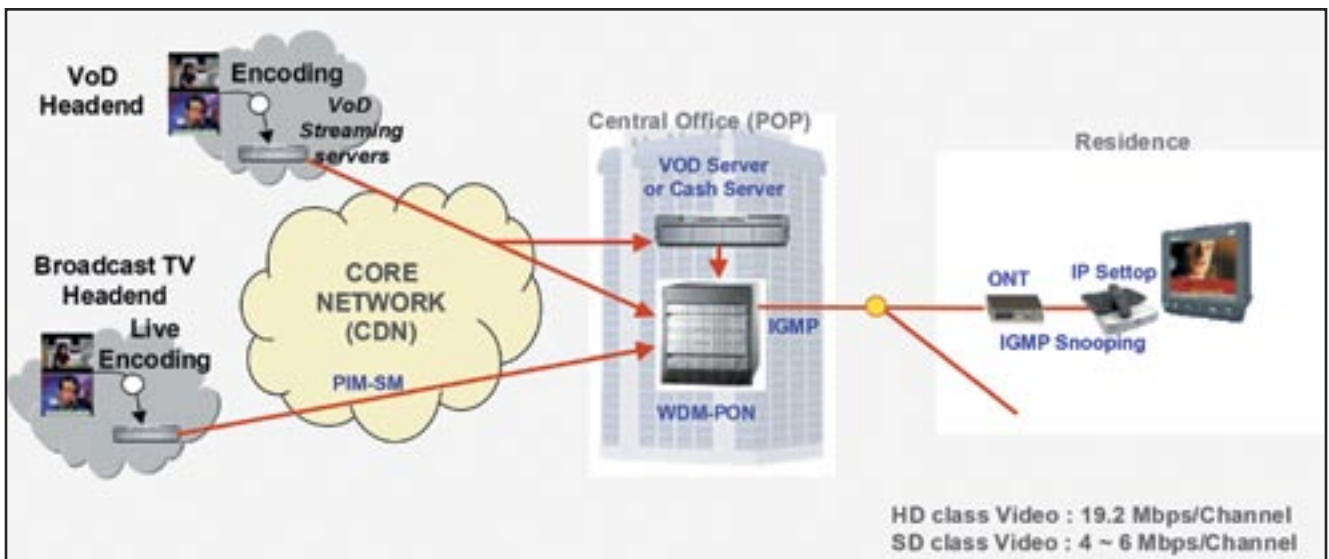 VoD
Headend
Encoding
VoD
Streaming
servers
Broadcast TV
Headend
Live
Encoding
CORE
NETWORK
(CDN)
PIM-SM
Central Office (POP)
VOD Server
or Cash Server
IGMP
WDM-PON
Residence
ONT
IP Settop
IGMP Snooping
HD class Video : 19.2 Mbps/Channel
SD class Video : 4 ~ 6 Mbps/Channel